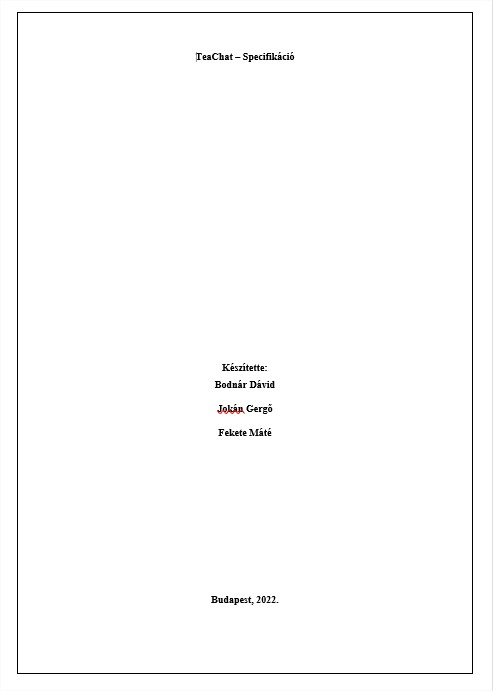 TeaChat – Specifikáció
Készítette:
Bodnár Dávid
Jokán Gergő
Fekete Máté
Budapest, 2022.